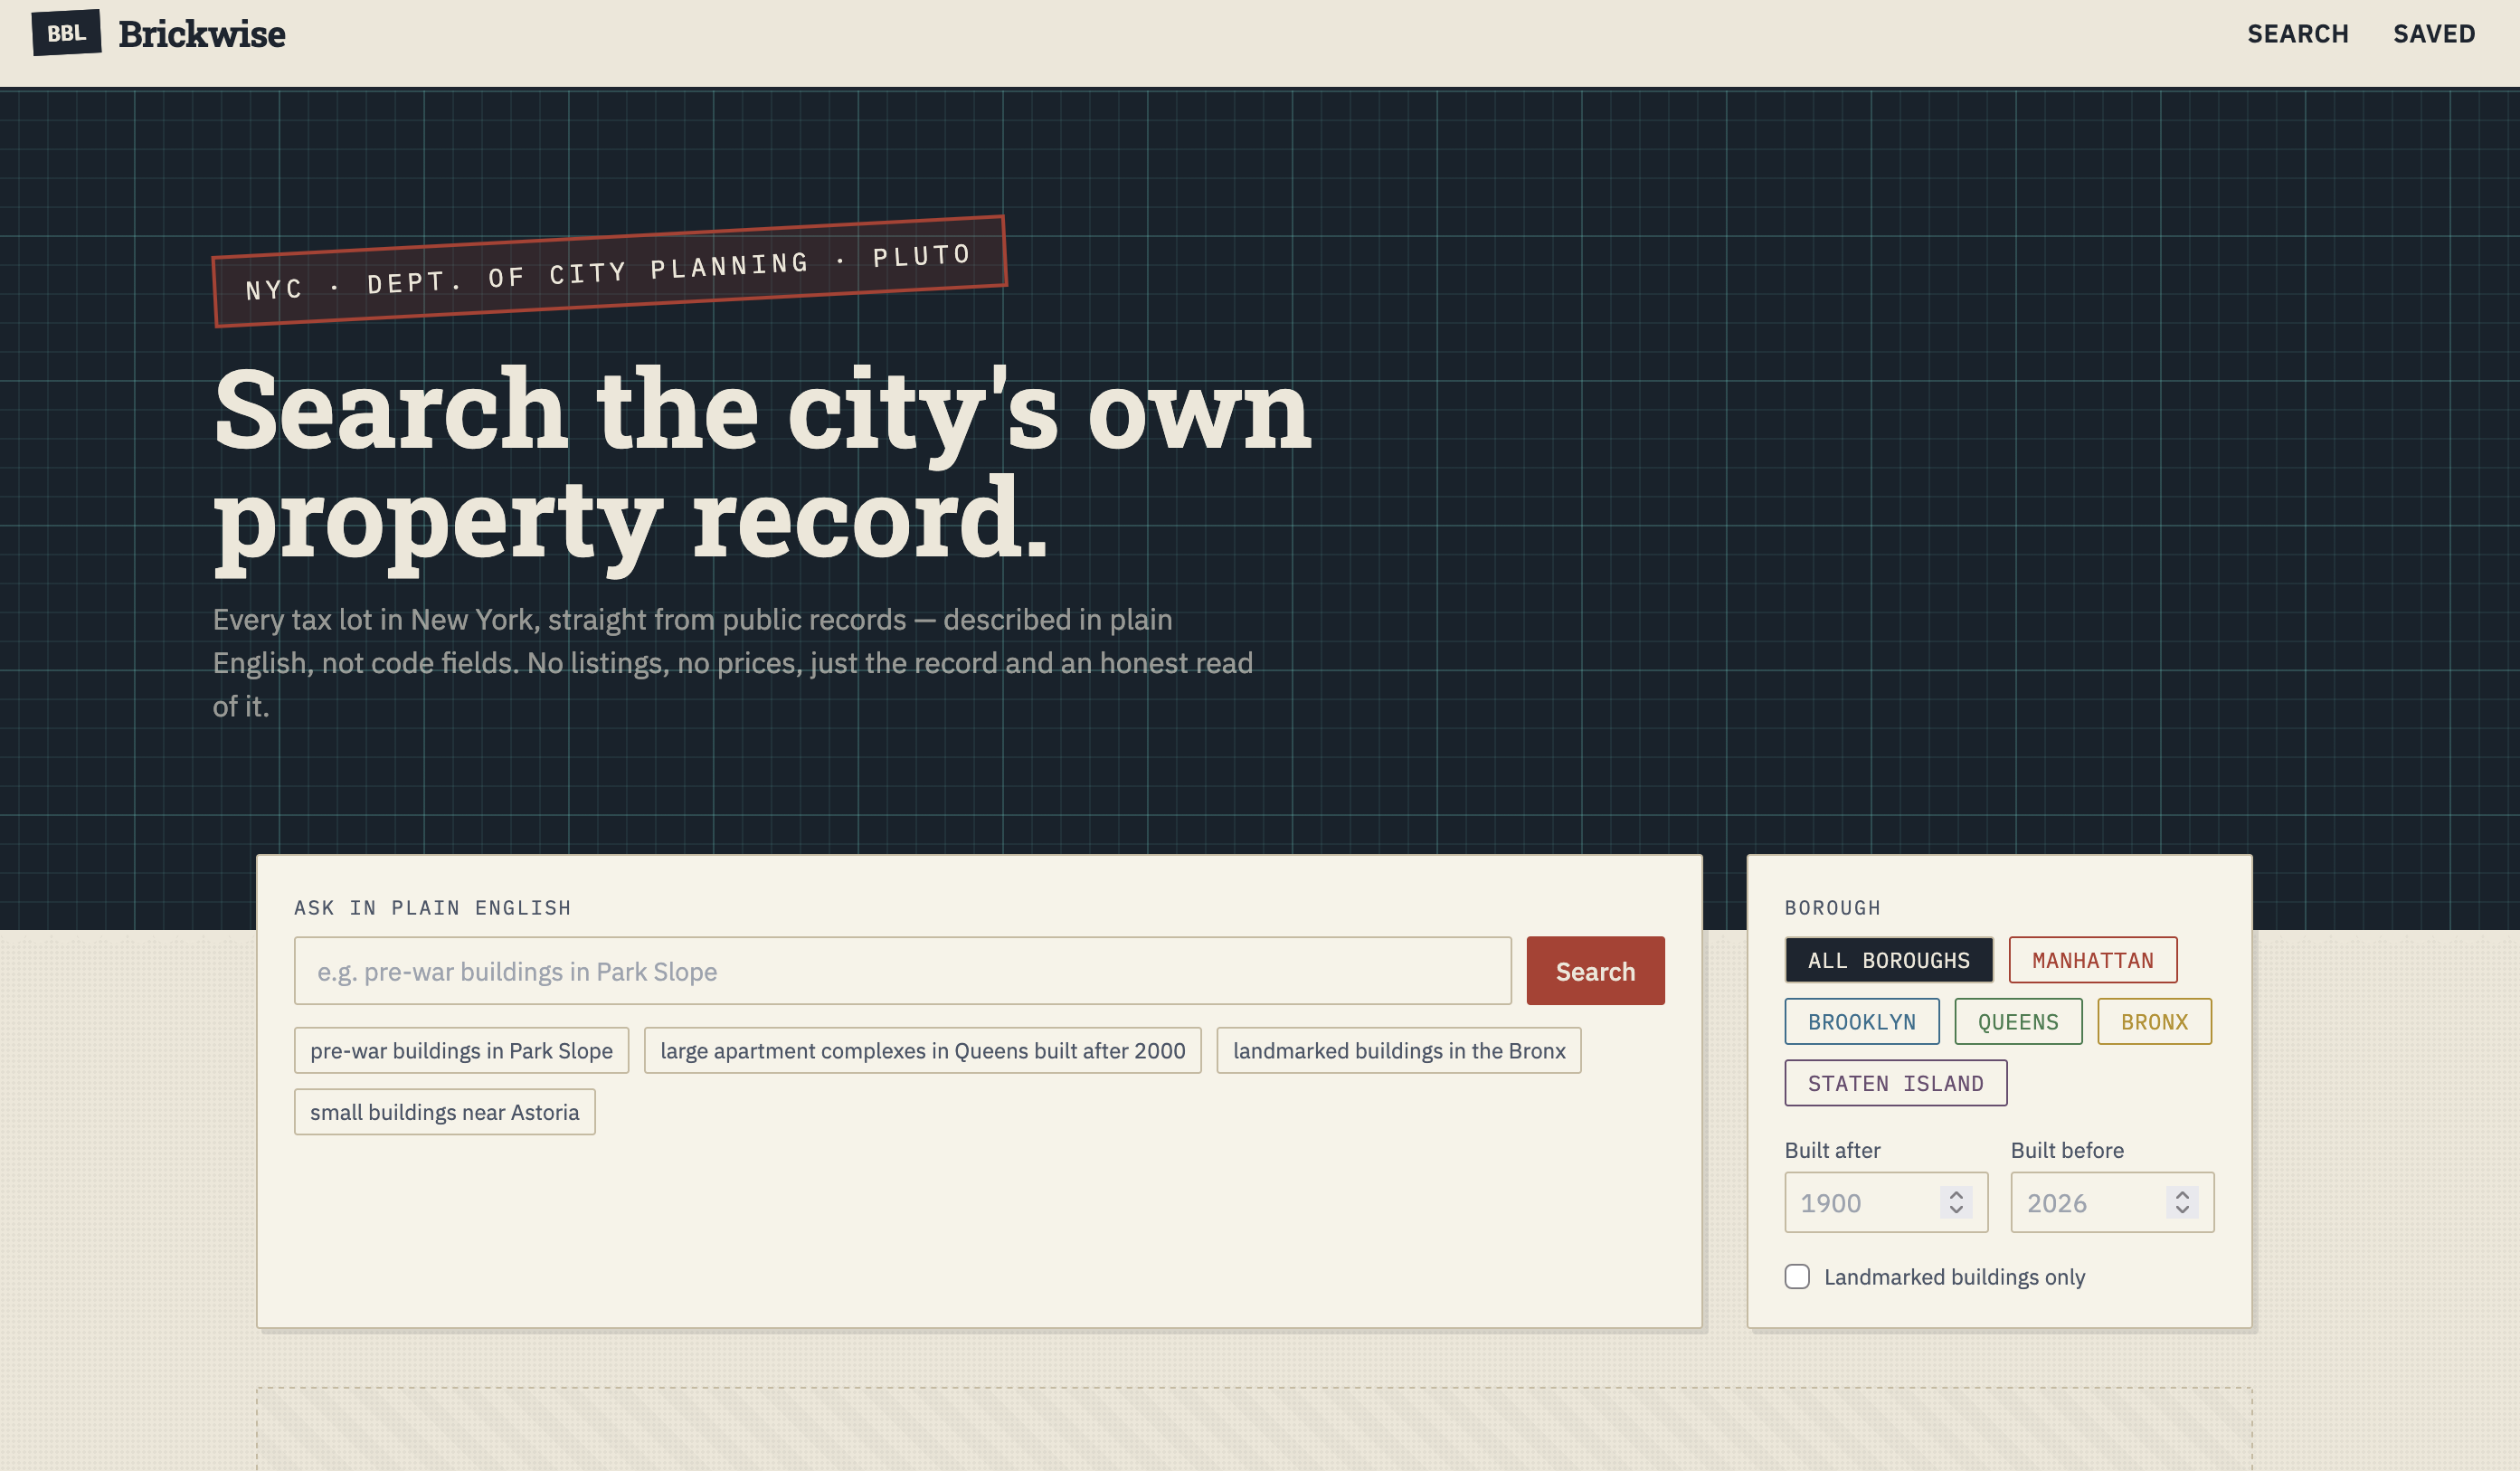 BBL Brickwise
SEARCH SAVED
NYC · DEPT. OF CITY PLANNING · PLUTO
Search the city's own
property record.
Every tax lot in New York, straight from public records — described in plain
English, not code fields. No listings, no prices, just the record and an honest read
of it.
ASK IN PLAIN ENGLISH
e.g. pre-war buildings in Park Slope
Search
pre-war buildings in Park Slope
large apartment complexes in Queens built after 2000
landmarked buildings in the Bronx
small buildings near Astoria
BOROUGH
ALL BOROUGHS
MANHATTAN
BROOKLYN
QUEENS
BRONX
STATEN ISLAND
Built after
1900
Built before
2026
Landmarked buildings only